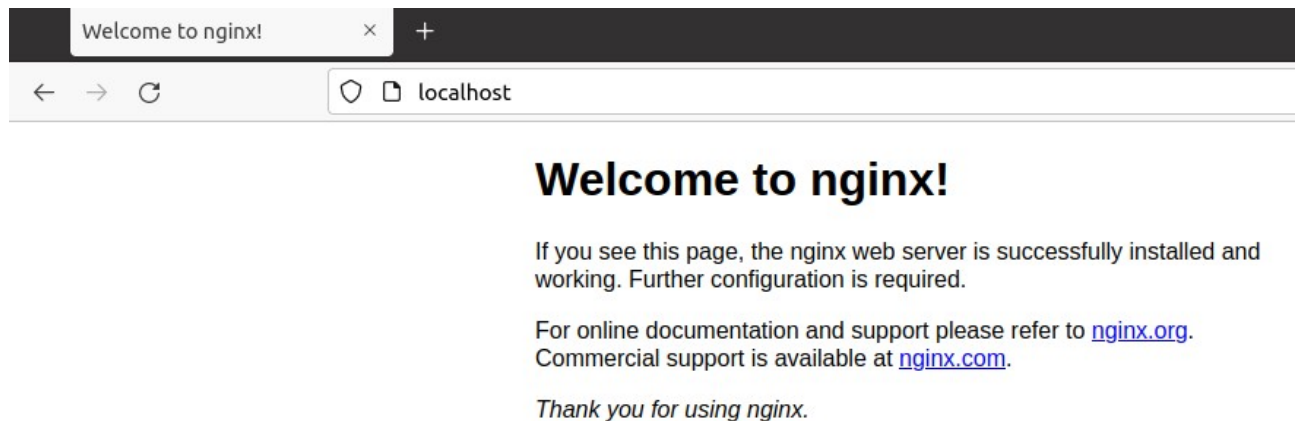 Welcome to nginx!
localhost
Welcome to nginx!
If you see this page, the nginx web server is successfully installed and
working. Further configuration is required.
For online documentation and support please refer to nginx.org.
Commercial support is available at nginx.com.
Thank you for using nginx.